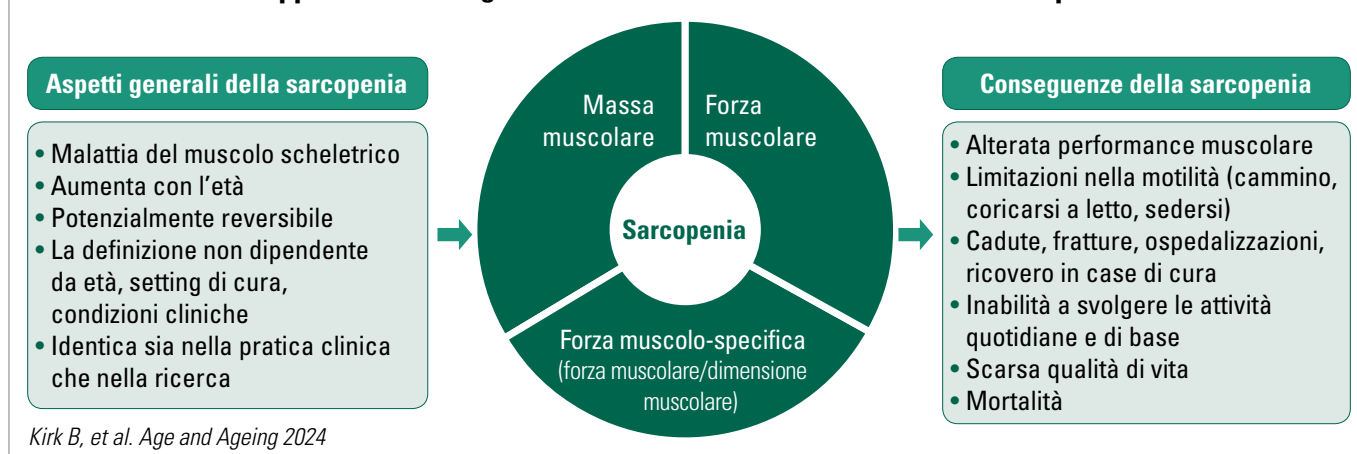 Aspetti generali della sarcopenia
• Malattia del muscolo scheletrico
• Aumenta con l'età
• Potenzialmente reversibile
• La definizione non dipendente
da età, setting di cura,
condizioni cliniche
• Identica sia nella pratica clinica
che nella ricerca
Massa
muscolare
Forza
muscolare
Sarcopenia
Forza muscolo-specifica
(forza muscolare/dimensione
muscolare)
Conseguenze della sarcopenia
• Alterata performance muscolare
• Limitazioni nella motilità (cammino,
coricarsi a letto, sedersi)
• Cadute, fratture, ospedalizzazioni,
ricovero in case di cura
• Inabilità a svolgere le attività
quotidiane e di base
• Scarsa qualità di vita
• Mortalità
Kirk B, et al. Age and Ageing 2024